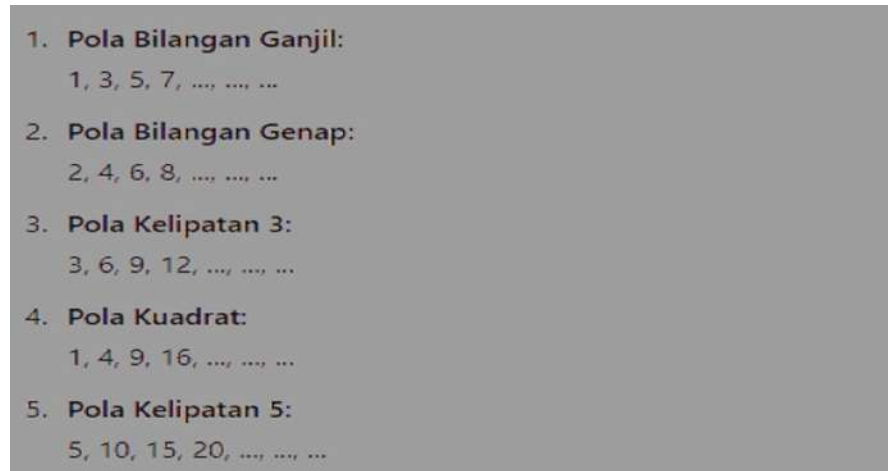 1. Pola Bilangan Ganjil:
1, 3, 5, 7, ..., ..., ...
2. Pola Bilangan Genap:
2, 4, 6, 8, ..., ..., ...
3. Pola Kelipatan 3:
3, 6, 9, 12, ..., ..., ...
4. Pola Kuadrat:
1, 4, 9, 16, ..., ..., ...
5. Pola Kelipatan 5:
5, 10, 15, 20, ..., ..., ...